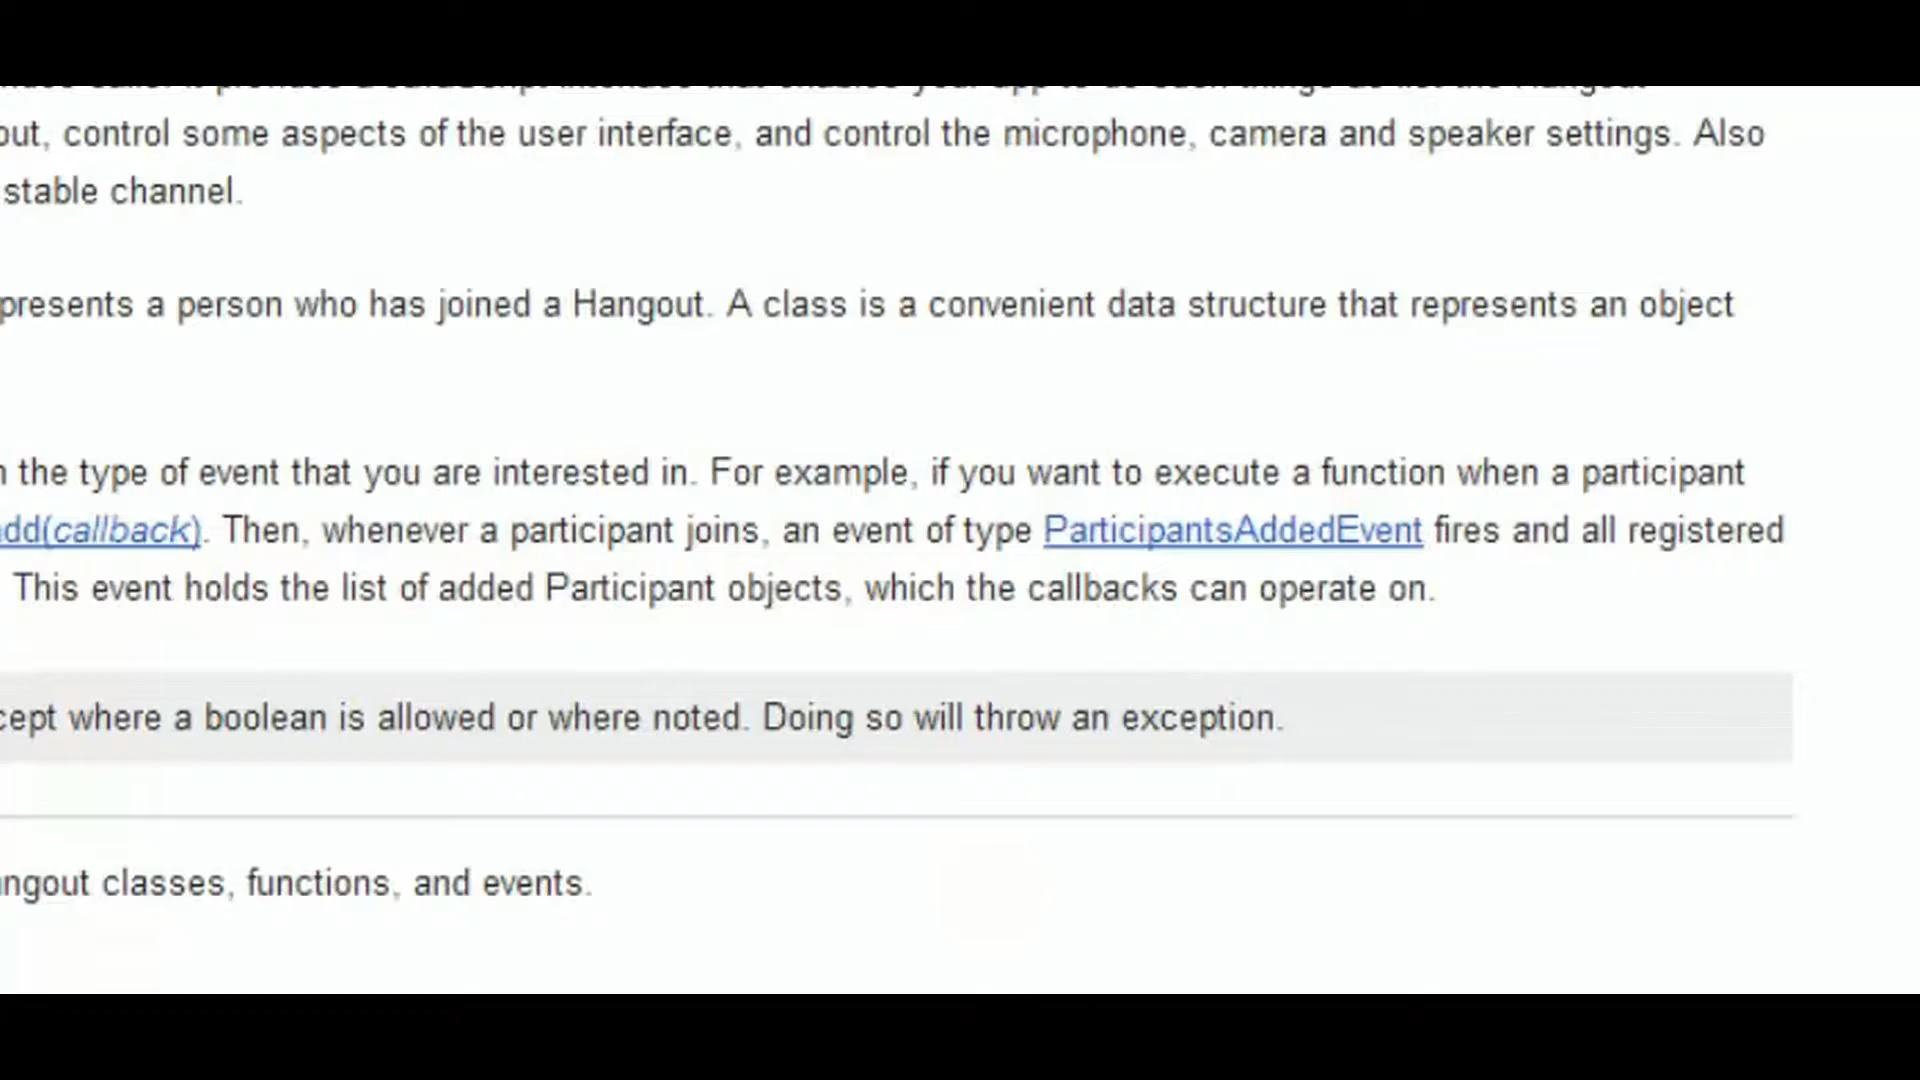 out, control some aspects of the user interface, and control the microphone, camera and speaker settings. Also
stable channel.
presents a person who has joined a Hangout. A class is a convenient data structure that represents an object
the type of event that you are interested in. For example, if you want to execute a function when a participant
add(callback). Then, whenever a participant joins, an event of type ParticipantsAddedEvent fires and all registered
This event holds the list of added Participant objects, which the callbacks can operate on.
cept where a boolean is allowed or where noted. Doing so will throw an exception.
ngout classes, functions, and events.